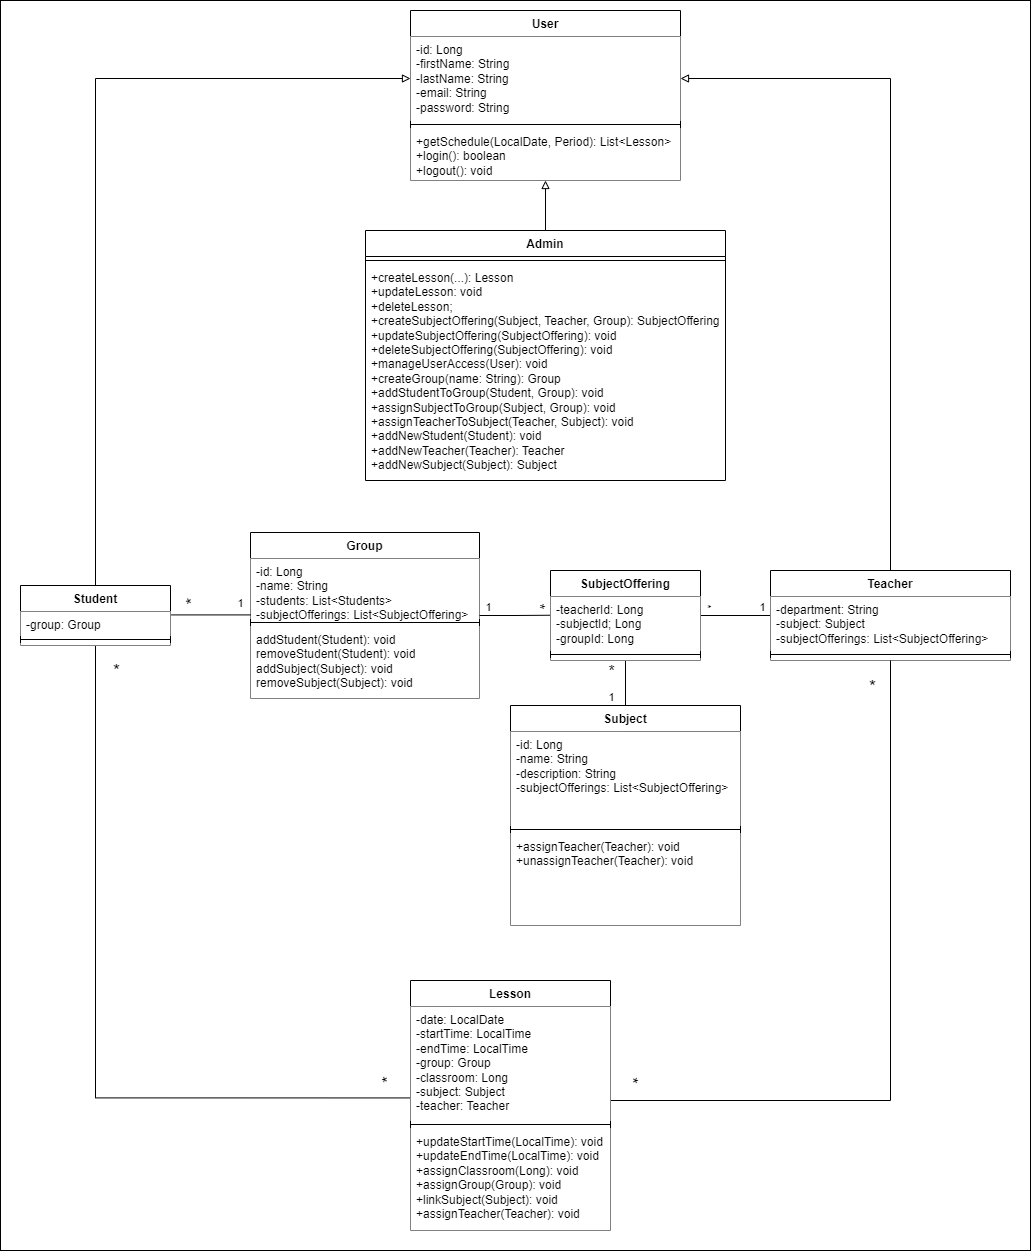 User
-id: Long
-firstName: String
-lastName: String
-email: String
-password: String
+getSchedule(LocalDate, Period): List<Lesson>
+login(): boolean
+logout(): void
Admin
+createLesson(...): Lesson
+updateLesson: void
+deleteLesson;
+createSubjectOffering(Subject, Teacher, Group): SubjectOffering
+updateSubjectOffering(SubjectOffering): void
+deleteSubjectOffering(SubjectOffering): void
+manageUserAccess(User): void
+createGroup(name: String): Group
+addStudentToGroup(Student, Group): void
+assignSubjectToGroup(Subject, Group): void
+assignTeacherToSubject(Teacher, Subject): void
+addNewStudent(Student): void
+addNewTeacher(Teacher): Teacher
+addNewSubject(Subject): Subject
Student
-group: Group
*
1
*
Group
-id: Long
-name: String
-students: List<Students>
-subjectOfferings: List<SubjectOffering>
addStudent(Student): void
removeStudent(Student): void
addSubject(Subject): void
removeSubject(Subject): void
1
*
SubjectOffering
-teacherId: Long
-subjectId; Long
-groupId: Long
*
1
*
1
Teacher
-department: String
-subject: Subject
-subjectOfferings: List<SubjectOffering>
*
Subject
-id: Long
-name: String
-description: String
-subjectOfferings: List<SubjectOffering>
+assignTeacher(Teacher): void
+unassignTeacher(Teacher): void
*
*
Lesson
-date: LocalDate
-startTime: LocalTime
-endTime: LocalTime
-group: Group
-classroom: Long
-subject: Subject
-teacher: Teacher
+updateStartTime(LocalTime): void
+updateEndTime(LocalTime): void
+assignClassroom(Long): void
+assignGroup(Group): void
+linkSubject(Subject): void
+assignTeacher(Teacher): void